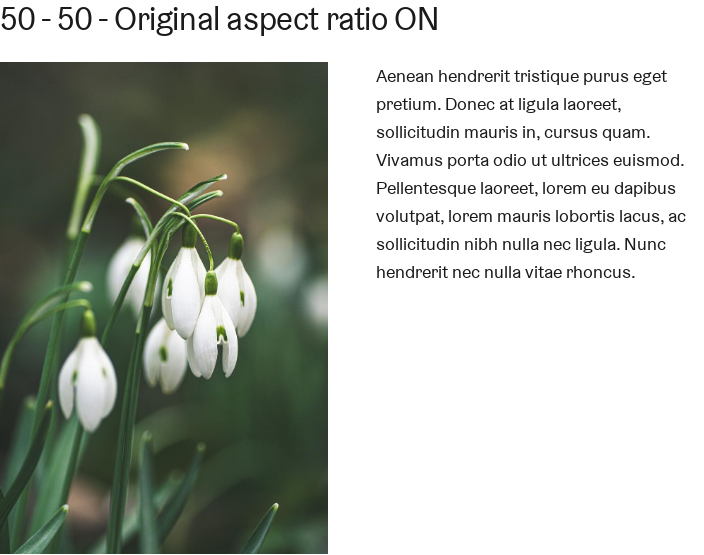 50 - 50 - Original aspect ratio ON
Aenean hendrerit tristique purus eget
pretium. Donec at ligula laoreet,
sollicitudin mauris in, cursus quam.
Vivamus porta odio ut ultrices euismod.
Pellentesque laoreet, lorem eu dapibus
volutpat, lorem mauris lobortis lacus, ac
sollicitudin nibh nulla nec ligula. Nunc
hendrerit nec nulla vitae rhoncus.